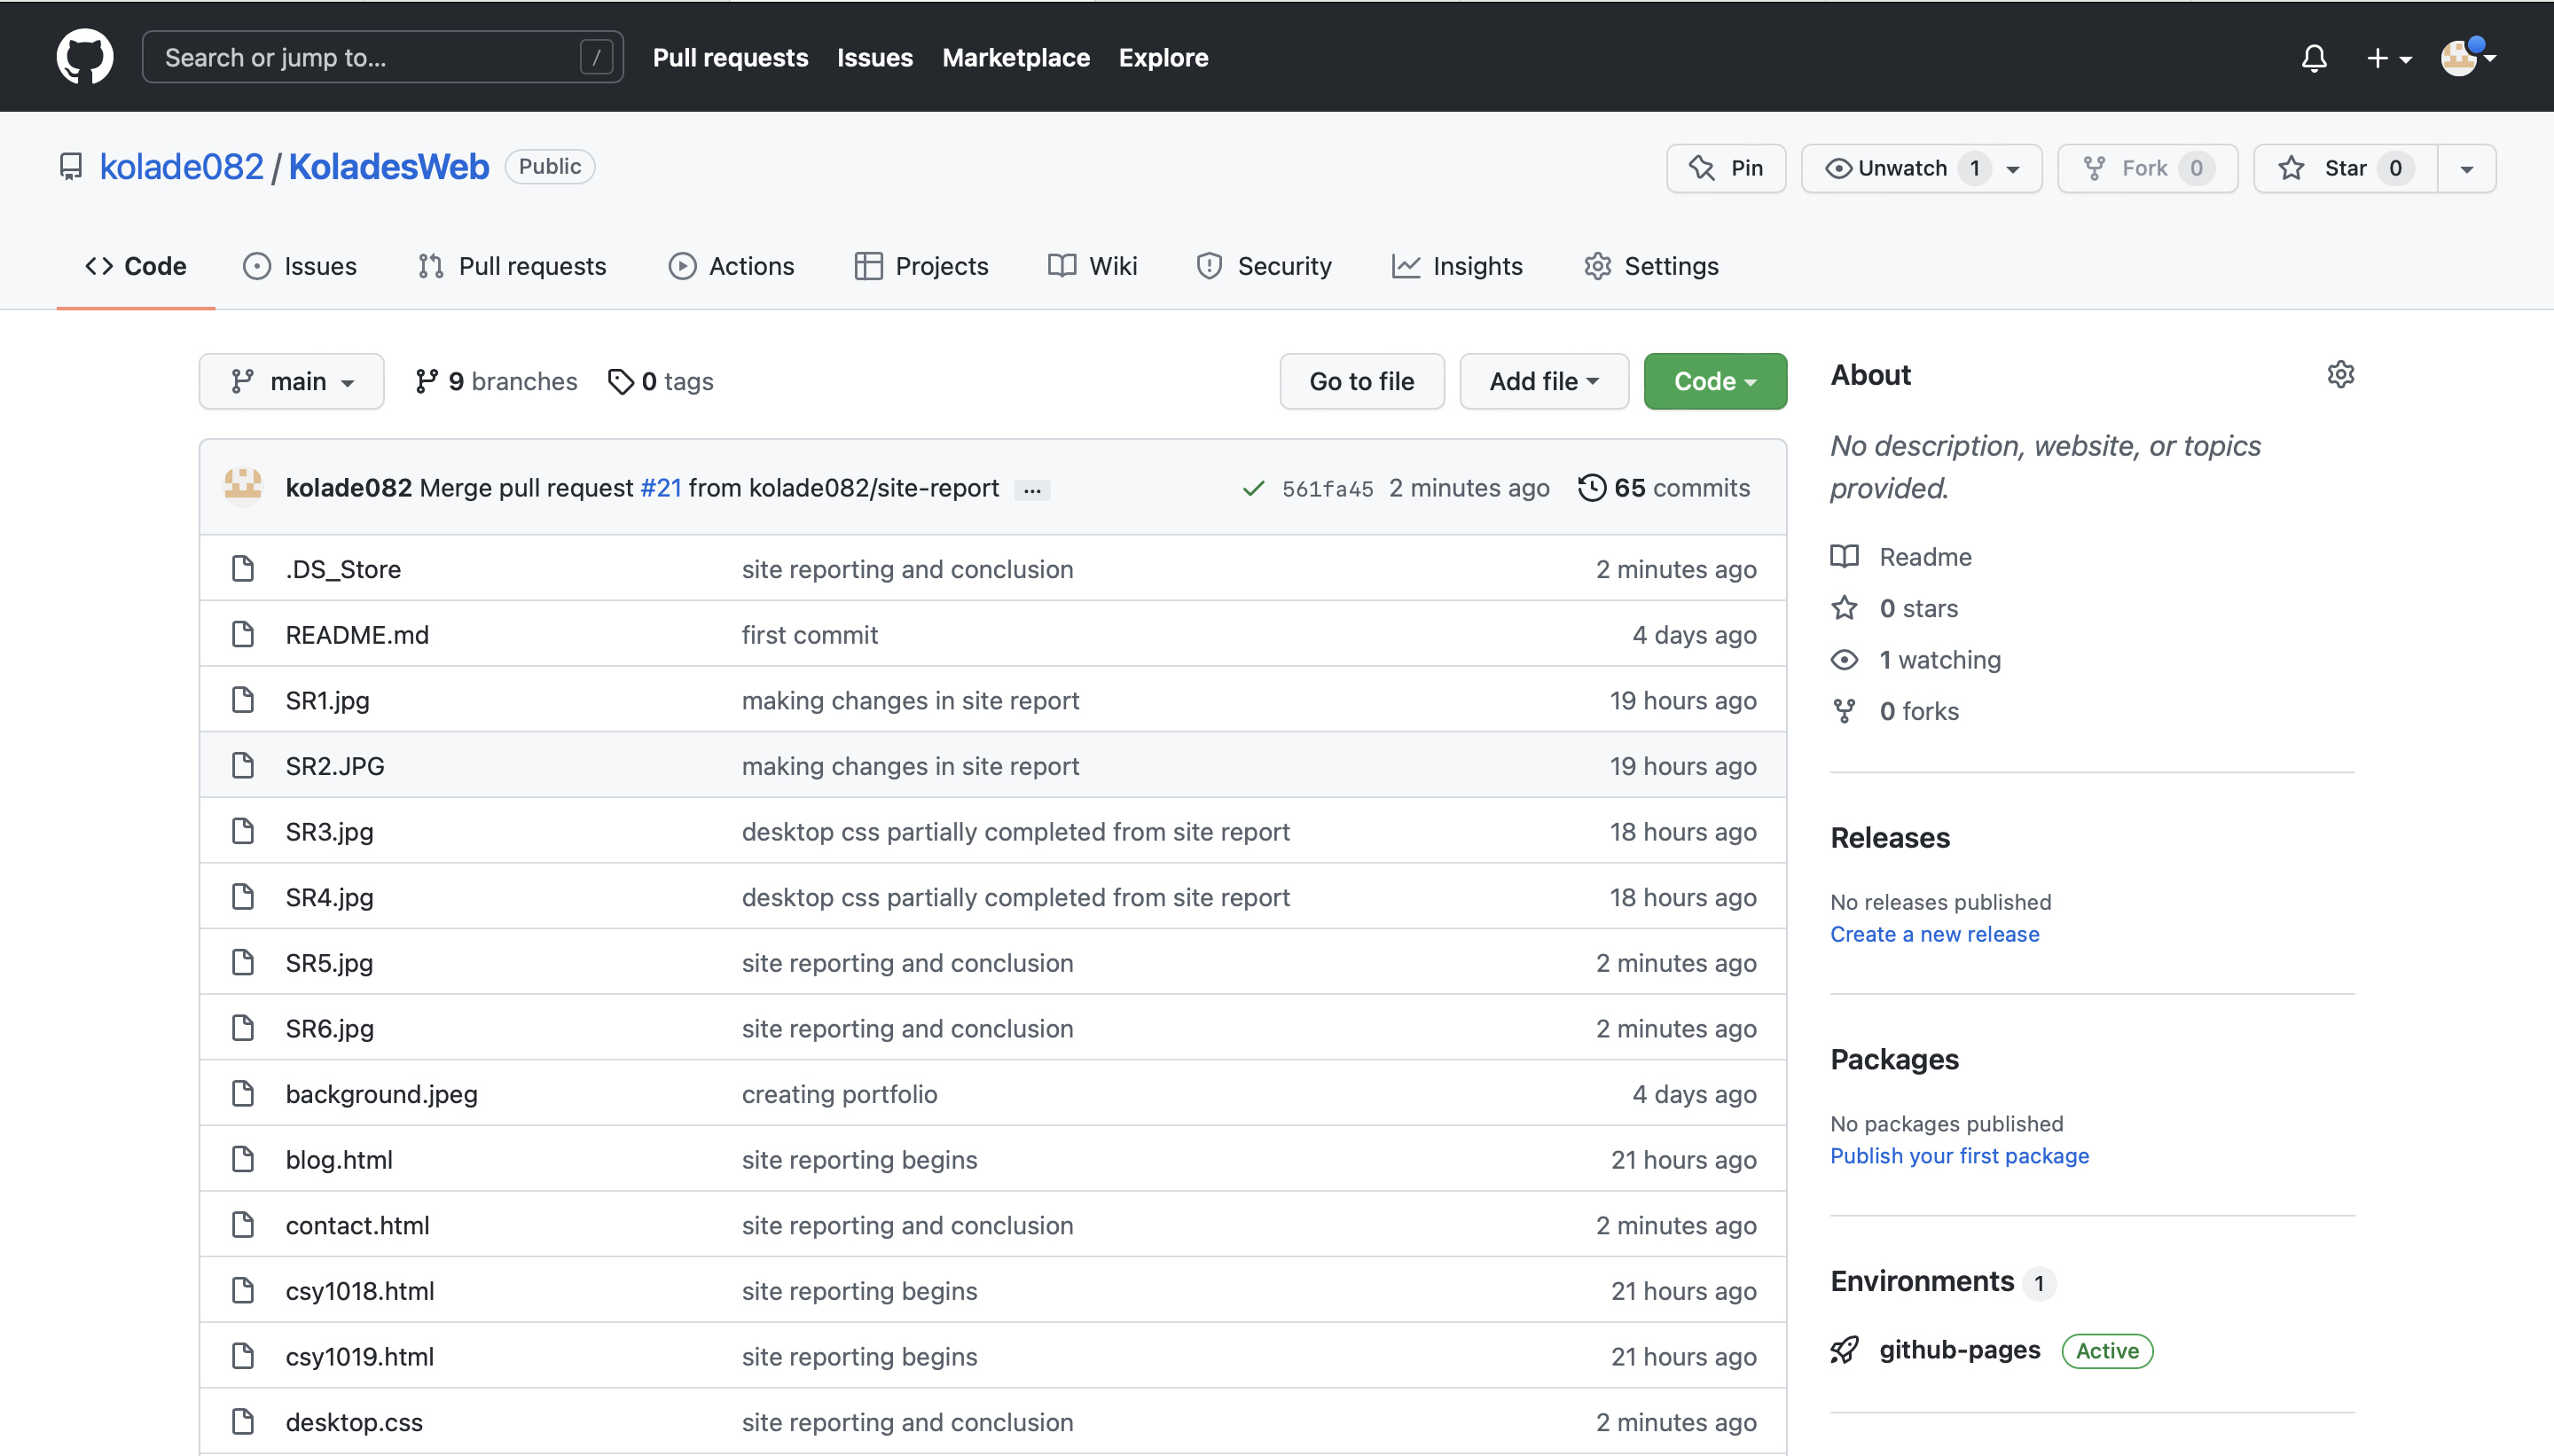 Search or jump to... /
Pull requests Issues Marketplace Explore
kolade082 / KoladesWeb Public
Pin Unwatch 1 Fork 0 Star 0
Code Issues Pull requests Actions Projects Wiki Security Insights Settings
main 9 branches 0 tags Go to file Add file Code
kolade082 Merge pull request #21 from kolade082/site-report ... 561fa45 2 minutes ago 65 commits
.DS_Store site reporting and conclusion 2 minutes ago
README.md first commit 4 days ago
SR1.jpg making changes in site report 19 hours ago
SR2.JPG making changes in site report 19 hours ago
SR3.jpg desktop css partially completed from site report 18 hours ago
SR4.jpg desktop css partially completed from site report 18 hours ago
SR5.jpg site reporting and conclusion 2 minutes ago
SR6.jpg site reporting and conclusion 2 minutes ago
background.jpeg creating portfolio 4 days ago
blog.html site reporting begins 21 hours ago
contact.html site reporting and conclusion 2 minutes ago
csy1018.html site reporting begins 21 hours ago
csy1019.html site reporting begins 21 hours ago
desktop.css site reporting and conclusion 2 minutes ago
About
No description, website, or topics
provided.
Readme
0 stars
1 watching
0 forks
Releases
No releases published
Create a new release
Packages
No packages published
Publish your first package
Environments 1
github-pages Active